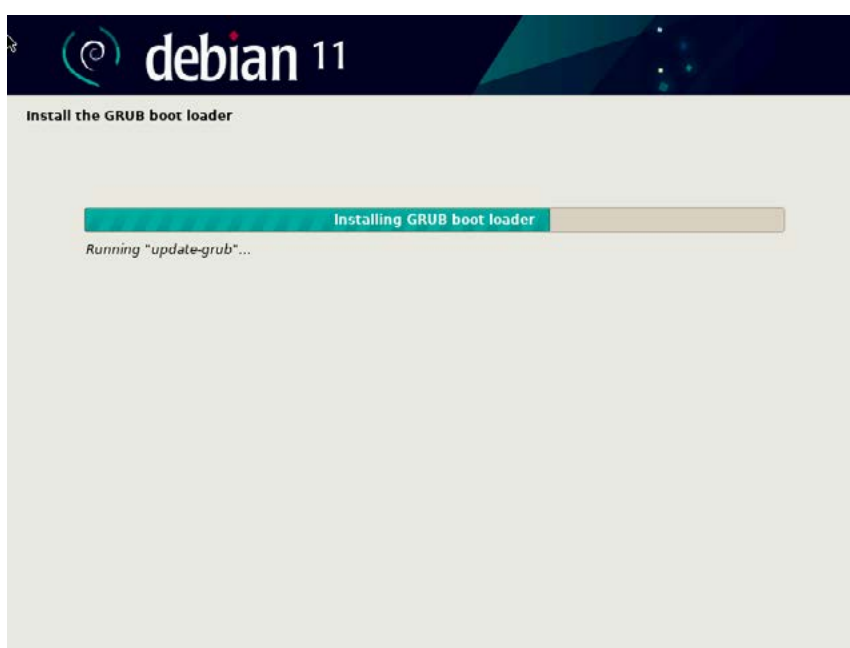 debian 11
Install the GRUB boot loader
Installing GRUB boot loader
Running "update-grub"...